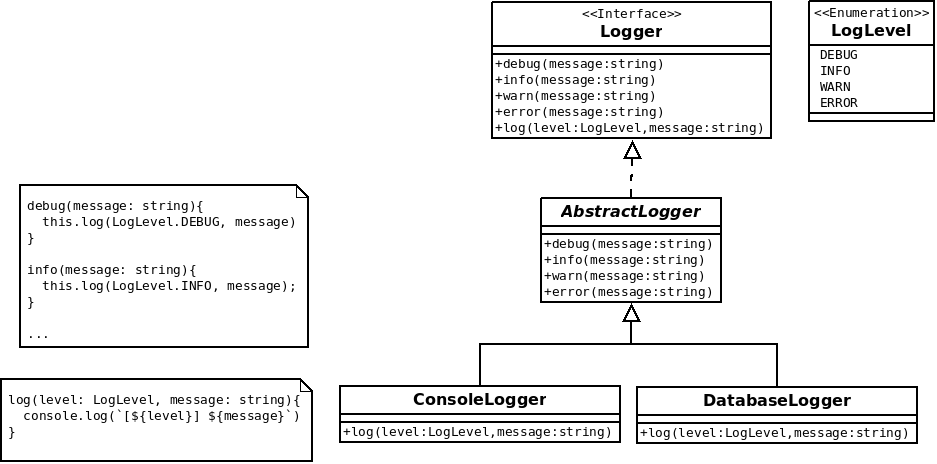 <<Interface>>
Logger
+debug(message:string)
+info(message:string)
+warn(message:string)
+error(message:string)
+log(level:LogLevel,message:string)
<<Enumeration>>
LogLevel
DEBUG
INFO
WARN
ERROR
debug(message: string){
  this.log(LogLevel.DEBUG, message)
}
info(message: string){
  this.log(LogLevel.INFO, message);
}
...
AbstractLogger
+debug(message:string)
+info(message:string)
+warn(message:string)
+error(message:string)
log(level: LogLevel, message: string){
  console.log(`[${level}] ${message}`)
}
ConsoleLogger
+log(level:LogLevel,message:string)
DatabaseLogger
+log(level:LogLevel,message:string)